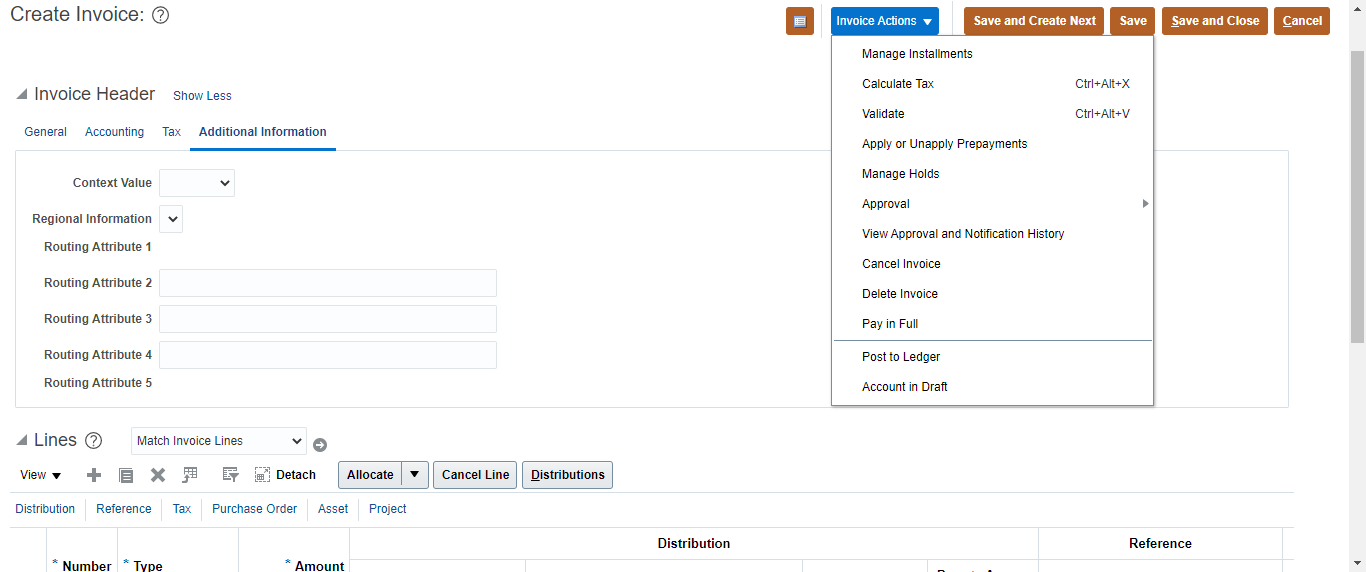 Create Invoice: ?
Invoice Actions
Save and Create Next
Save
Save and Close
Cancel
Manage Installments
Calculate Tax Ctrl+Alt+X
Validate Ctrl+Alt+V
Apply or Unapply Prepayments
Manage Holds
Approval
View Approval and Notification History
Cancel Invoice
Delete Invoice
Pay in Full
Post to Ledger
Account in Draft
Invoice Header Show Less
General Accounting Tax Additional Information
Context Value
Regional Information
Routing Attribute 1
Routing Attribute 2
Routing Attribute 3
Routing Attribute 4
Routing Attribute 5
Lines ? Match Invoice Lines
View Detach Allocate Cancel Line Distributions
Distribution Reference Tax Purchase Order Asset Project
Distribution Reference
* Number * Type * Amount